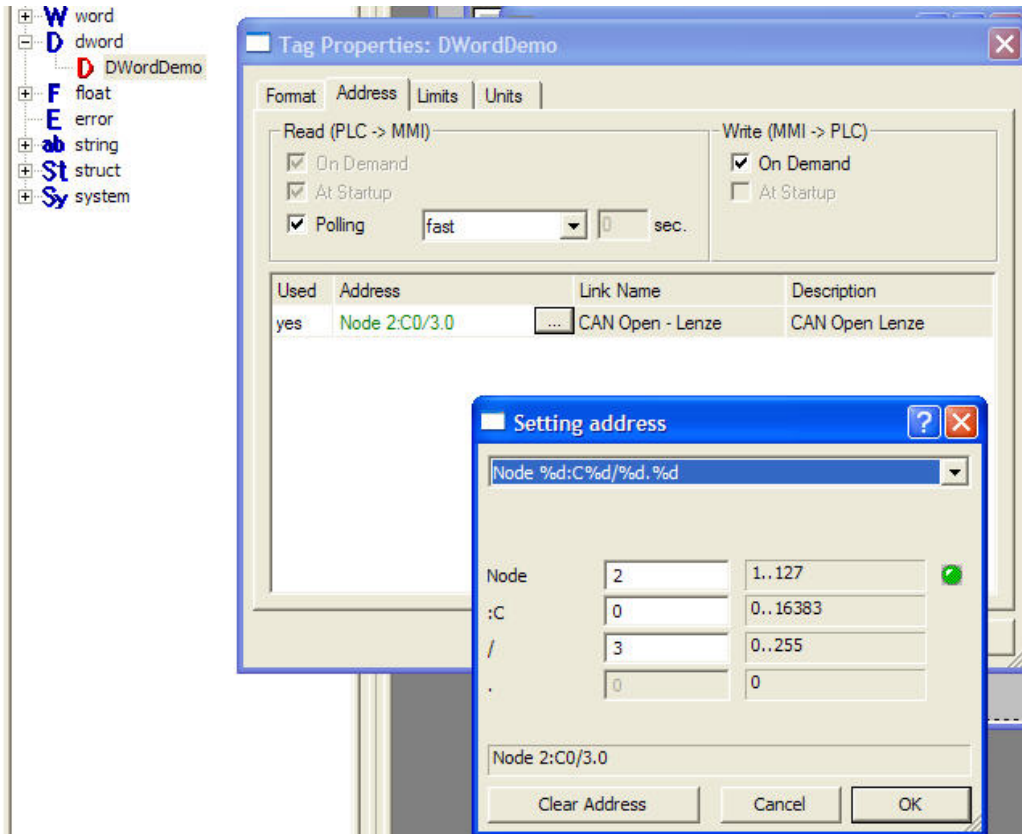 W word
D dword
D DWordDemo
F float
E error
ab string
St struct
Sy system
Tag Properties: DWordDemo
Format Address Limits Units
Read (PLC -> MMI)
On Demand
At Startup
Polling fast 0 sec.
Write (MMI -> PLC)
On Demand
At Startup
Used Address Link Name Description
yes Node 2:C0/3.0 ... CAN Open - Lenze CAN Open Lenze
Setting address ?
Node %d:C%d/%d.%d
Node 2 1..127
:C 0 0..16383
/ 3 0..255
. 0 0
Node 2:C0/3.0
Clear Address Cancel OK